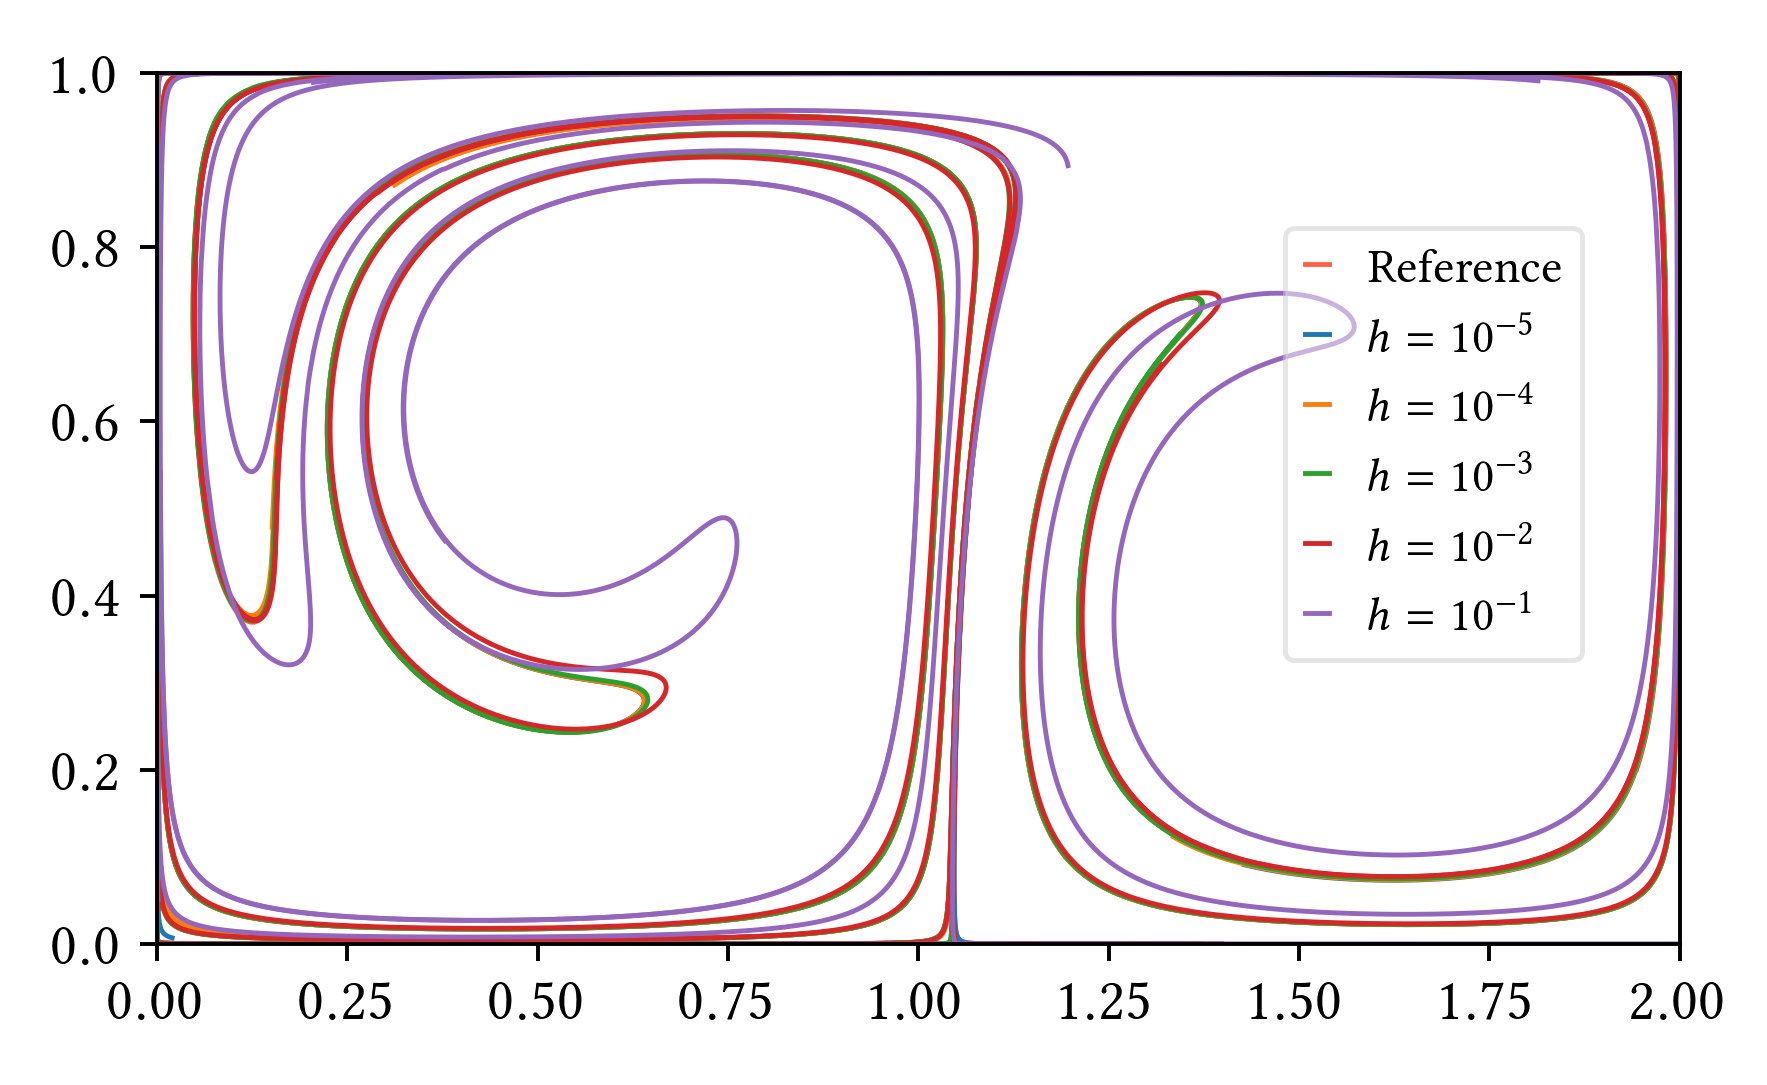 1.0
0.8
0.6
0.4
0.2
0.0
0.00 0.25 0.50 0.75 1.00 1.25 1.50 1.75 2.00
Reference
h = 10⁻⁵
h = 10⁻⁴
h = 10⁻³
h = 10⁻²
h = 10⁻¹